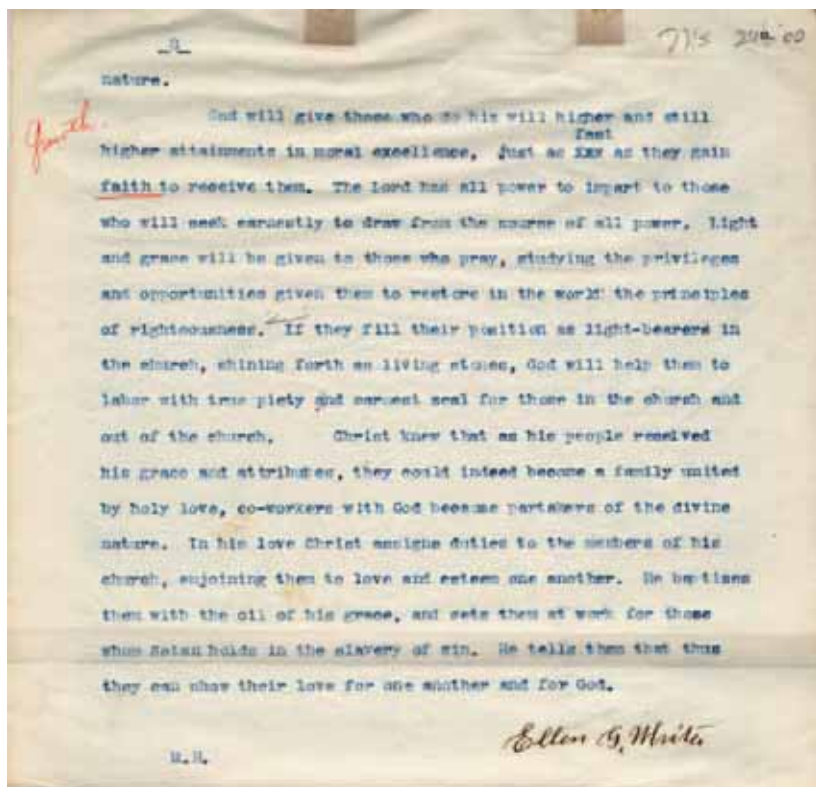 nature.
Growth.
God will give those who do his will higher and still
fast
higher attainments in moral excellence, just as xxx as they gain
faith to receive them. The Lord has all power to impart to those
who will seek earnestly to draw from the source of all power. Light
and grace will be given to those who pray, studying the privileges
and opportunities given them to restore in the world the principles
of righteousness. If they fill their position as light-bearers in
the church, shining forth as living stones, God will help them to
labor with true piety and earnest zeal for those in the church and
out of the church. Christ knew that as his people received
his grace and attributes, they could indeed become a family united
by holy love, co-workers with God because partakers of the divine
nature. In his love Christ assigns duties to the members of his
church, enjoining them to love and esteem one another. He baptises
them with the oil of his grace, and sets them at work for those
whom Satan holds in the slavery of sin. He tells them that thus
they can show their love for one another and for God.
Ellen G. White
M.H.